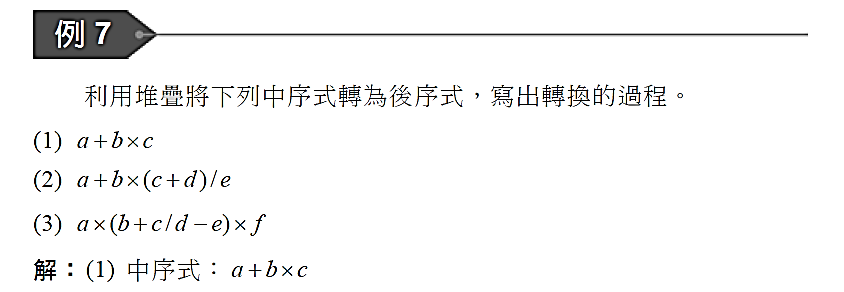 例 7
利用堆疊將下列中序式轉為後序式，寫出轉換的過程。
(1) a+b×c
(2) a+b×(c+d)/e
(3) a×(b+c/d−e)×f
解：(1) 中序式：a+b×c